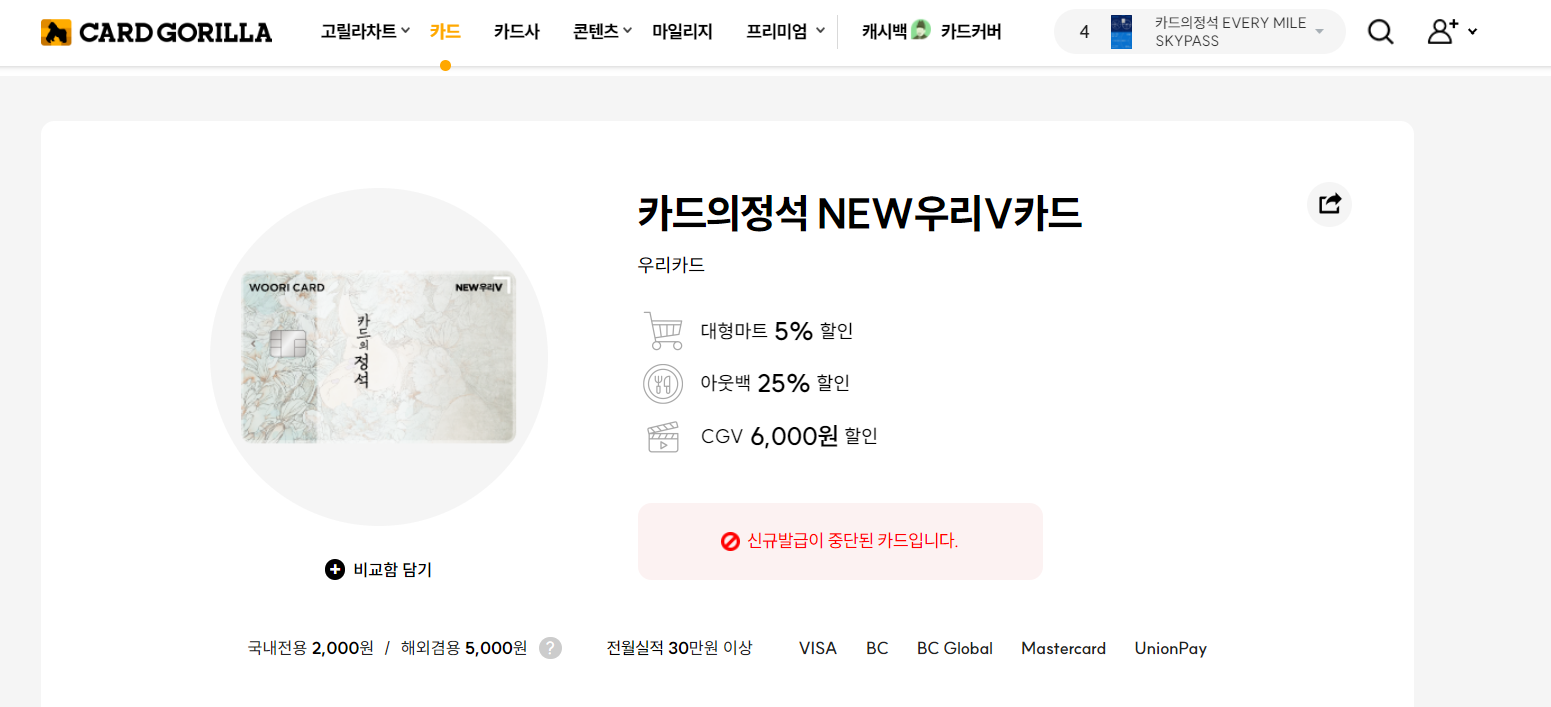 CARD GORILLA
고릴라차트 카드 카드사 콘텐츠 마일리지 프리미엄 캐시백 카드커버
4 카드의정석 EVERY MILE
SKYPASS
카드의정석 NEW우리V카드
우리카드
WOORI CARD NEW우리V
카드의정석
대형마트 5% 할인
아웃백 25% 할인
CGV 6,000원 할인
신규발급이 중단된 카드입니다.
비교함 담기
국내전용 2,000원 / 해외겸용 5,000원 ? 전월실적 30만원 이상 VISA BC BC Global Mastercard UnionPay